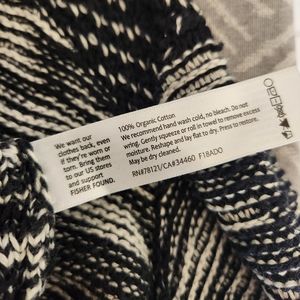 We want our
clothes back, even
if they're worn or
torn. Bring them
to our US stores
and support
FISHER FOUND.
100% Organic Cotton
We recommend hand wash cold, no bleach. Do not
wring. Gently squeeze or roll in towel to remove excess
moisture. Reshape and lay flat to dry. Press to restore.
May be dry cleaned.
RN#78121/CA#34460 F18ADO